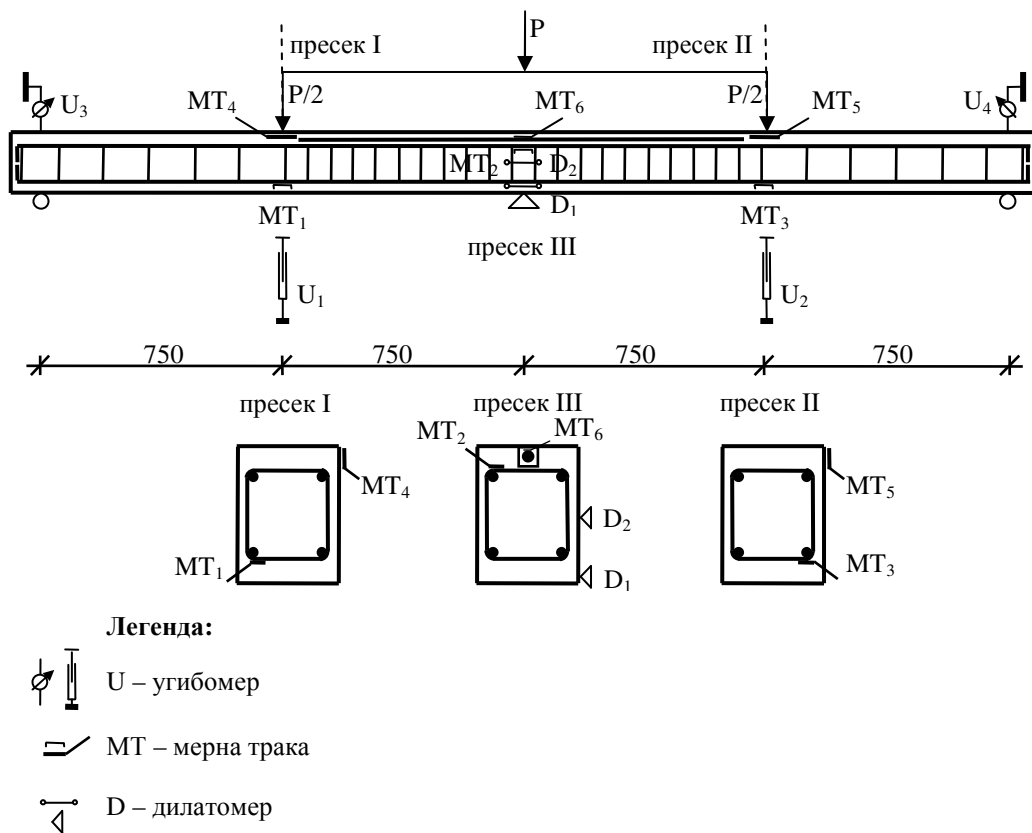 P
пресек I
пресек II
U₃
MT₄
P/2
MT₆
P/2
MT₅
U₄
MT₂
D₂
MT₁
D₁
MT₃
пресек III
U₁
U₂
750
750
750
750
пресек I
пресек III
пресек II
MT₂
MT₆
MT₄
MT₅
D₂
MT₁
D₁
MT₃
Легенда:
U – угибомер
МТ – мерна трака
D – дилатомер